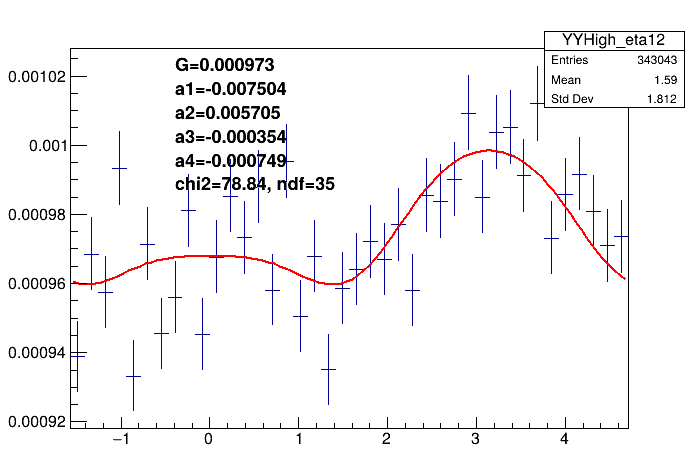 YYHigh_eta12
Entries 343043
Mean 1.59
Std Dev 1.812
G=0.000973
a1=-0.007504
a2=0.005705
a3=-0.000354
a4=-0.000749
chi2=78.84, ndf=35
0.00102
0.001
0.00098
0.00096
0.00094
0.00092
−1 0 1 2 3 4